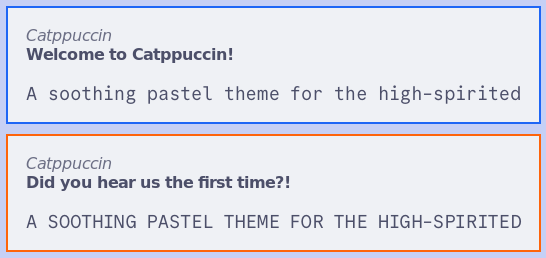 Catppuccin
Welcome to Catppuccin!
A soothing pastel theme for the high-spirited
Catppuccin
Did you hear us the first time?!
A SOOTHING PASTEL THEME FOR THE HIGH-SPIRITED